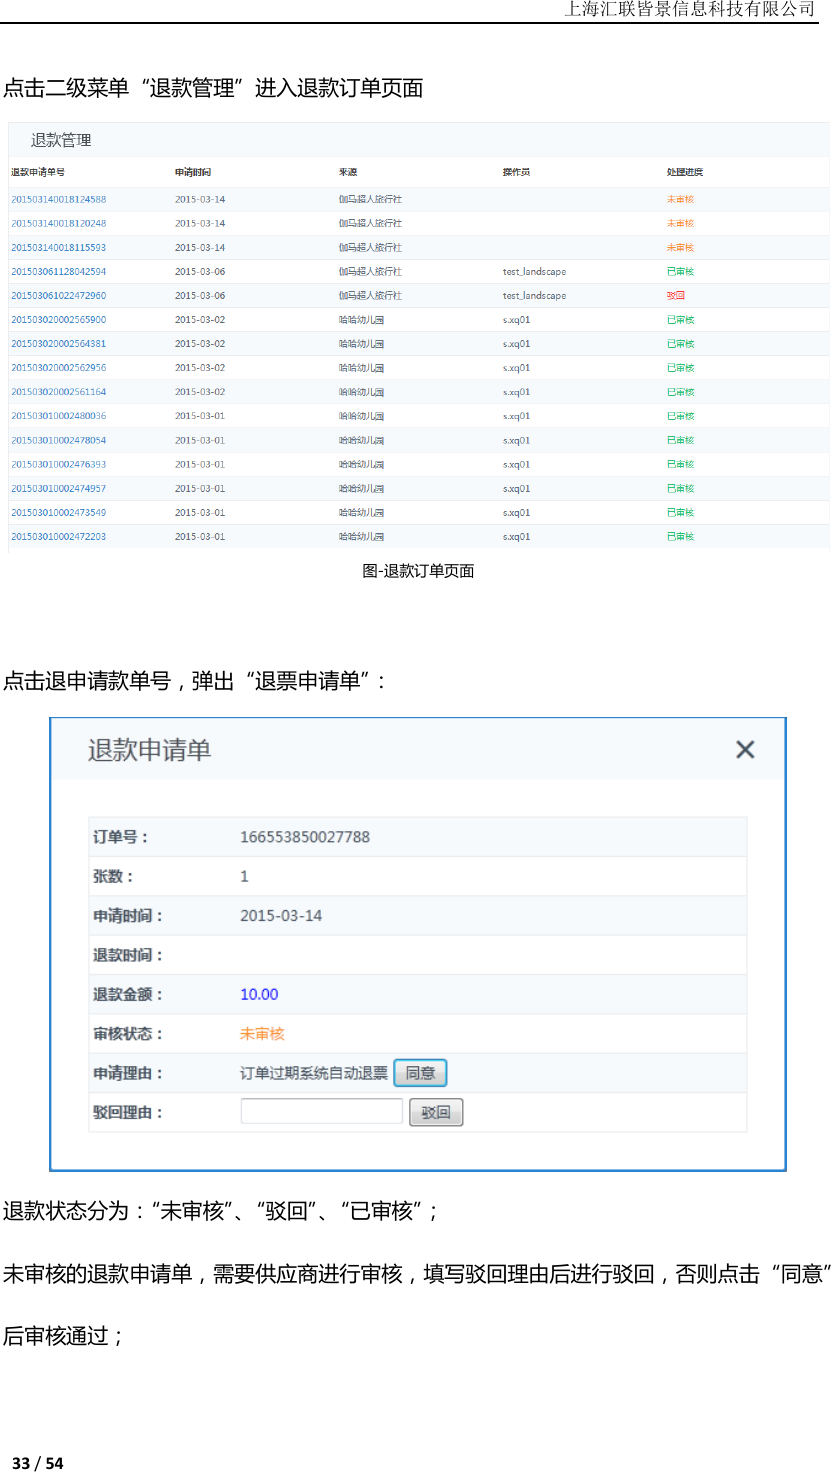 上海汇联皆景信息科技有限公司
点击二级菜单“退款管理”进入退款订单页面
退款管理
退款申请单号 申请时间 来源 操作员 处理进度
201503140018124588 2015-03-14 伽马超人旅行社 未审核
201503140018120248 2015-03-14 伽马超人旅行社 未审核
201503140018115593 2015-03-14 伽马超人旅行社 未审核
201503061128042594 2015-03-06 伽马超人旅行社 test_landscape 已审核
201503061022472960 2015-03-06 伽马超人旅行社 test_landscape 驳回
201503020002565900 2015-03-02 哈哈幼儿园 s.xq01 已审核
201503020002564381 2015-03-02 哈哈幼儿园 s.xq01 已审核
201503020002562956 2015-03-02 哈哈幼儿园 s.xq01 已审核
201503020002561164 2015-03-02 哈哈幼儿园 s.xq01 已审核
201503010002480036 2015-03-01 哈哈幼儿园 s.xq01 已审核
201503010002478054 2015-03-01 哈哈幼儿园 s.xq01 已审核
201503010002476393 2015-03-01 哈哈幼儿园 s.xq01 已审核
201503010002474957 2015-03-01 哈哈幼儿园 s.xq01 已审核
201503010002473549 2015-03-01 哈哈幼儿园 s.xq01 已审核
201503010002472203 2015-03-01 哈哈幼儿园 s.xq01 已审核
图-退款订单页面
点击退申请款单号，弹出“退票申请单”：
退款申请单 ×
订单号： 166553850027788
张数： 1
申请时间： 2015-03-14
退款时间：
退款金额： 10.00
审核状态： 未审核
申请理由： 订单过期系统自动退票 同意
驳回理由： 驳回
退款状态分为：“未审核”、“驳回”、“已审核”；
未审核的退款申请单，需要供应商进行审核，填写驳回理由后进行驳回，否则点击“同意”
后审核通过；
33 / 54